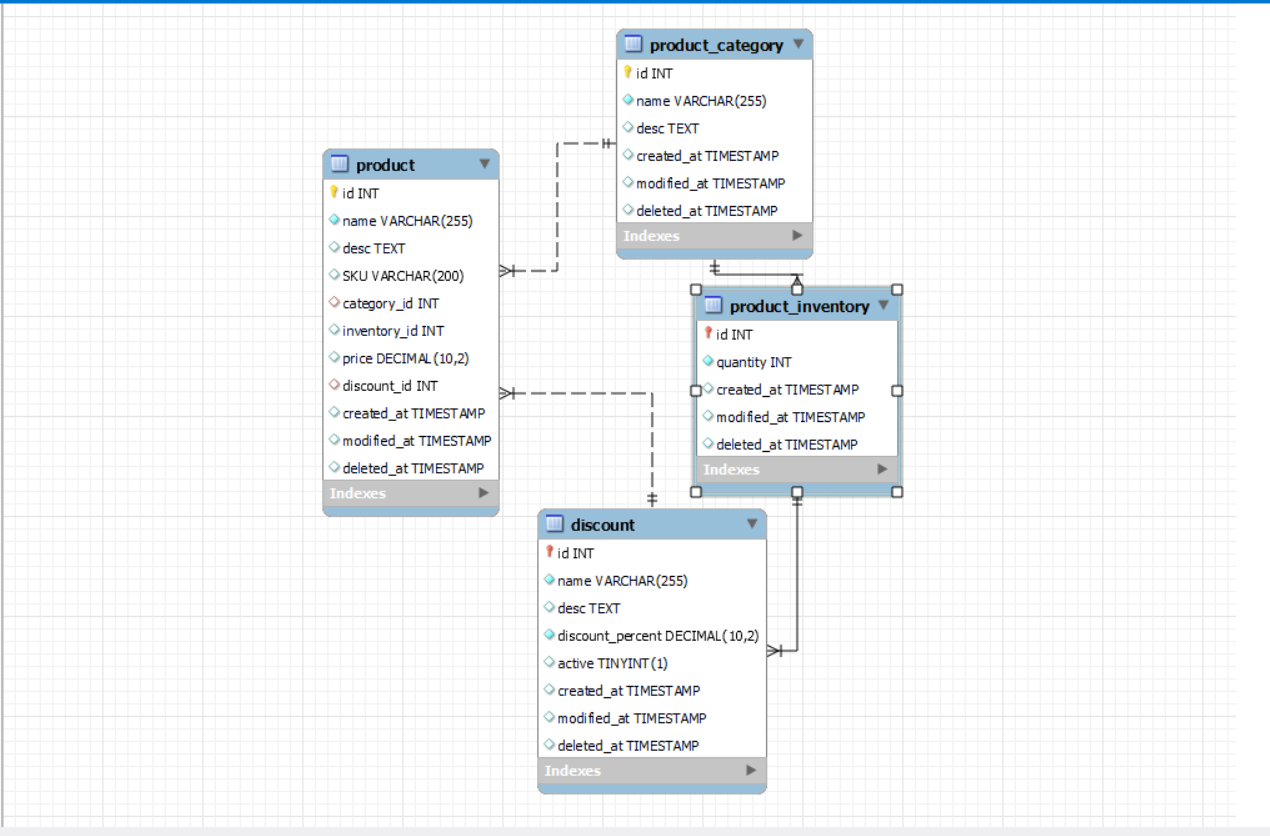 product_category
id INT
name VARCHAR(255)
desc TEXT
created_at TIMESTAMP
modified_at TIMESTAMP
deleted_at TIMESTAMP
Indexes
product
id INT
name VARCHAR(255)
desc TEXT
SKU VARCHAR(200)
category_id INT
inventory_id INT
price DECIMAL(10,2)
discount_id INT
created_at TIMESTAMP
modified_at TIMESTAMP
deleted_at TIMESTAMP
Indexes
product_inventory
id INT
quantity INT
created_at TIMESTAMP
modified_at TIMESTAMP
deleted_at TIMESTAMP
Indexes
discount
id INT
name VARCHAR(255)
desc TEXT
discount_percent DECIMAL(10,2)
active TINYINT(1)
created_at TIMESTAMP
modified_at TIMESTAMP
deleted_at TIMESTAMP
Indexes